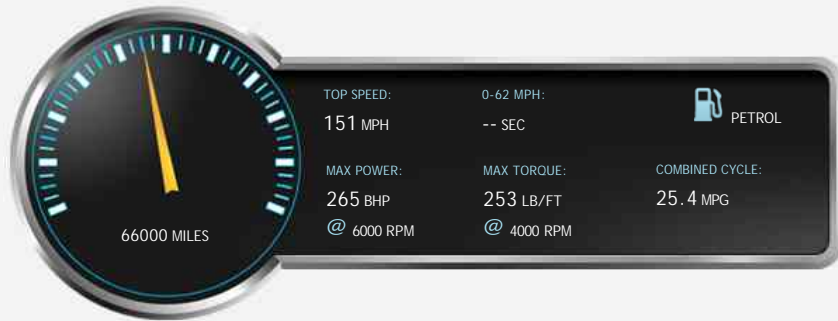 TOP SPEED:
151 MPH
0-62 MPH:
-- SEC
PETROL
MAX POWER:
265 BHP
@ 6000 RPM
MAX TORQUE:
253 LB/FT
@ 4000 RPM
COMBINED CYCLE:
25.4 MPG
66000 MILES